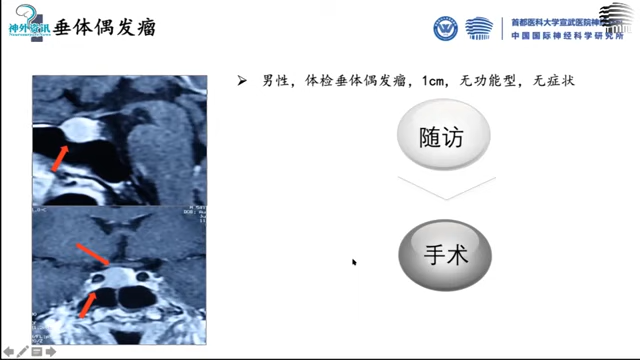 神外资讯
垂体偶发瘤
首都医科大学宣武医院神经外科
中国国际神经科学研究所
➢ 男性，体检垂体偶发瘤，1cm，无功能型，无症状
随访
手术